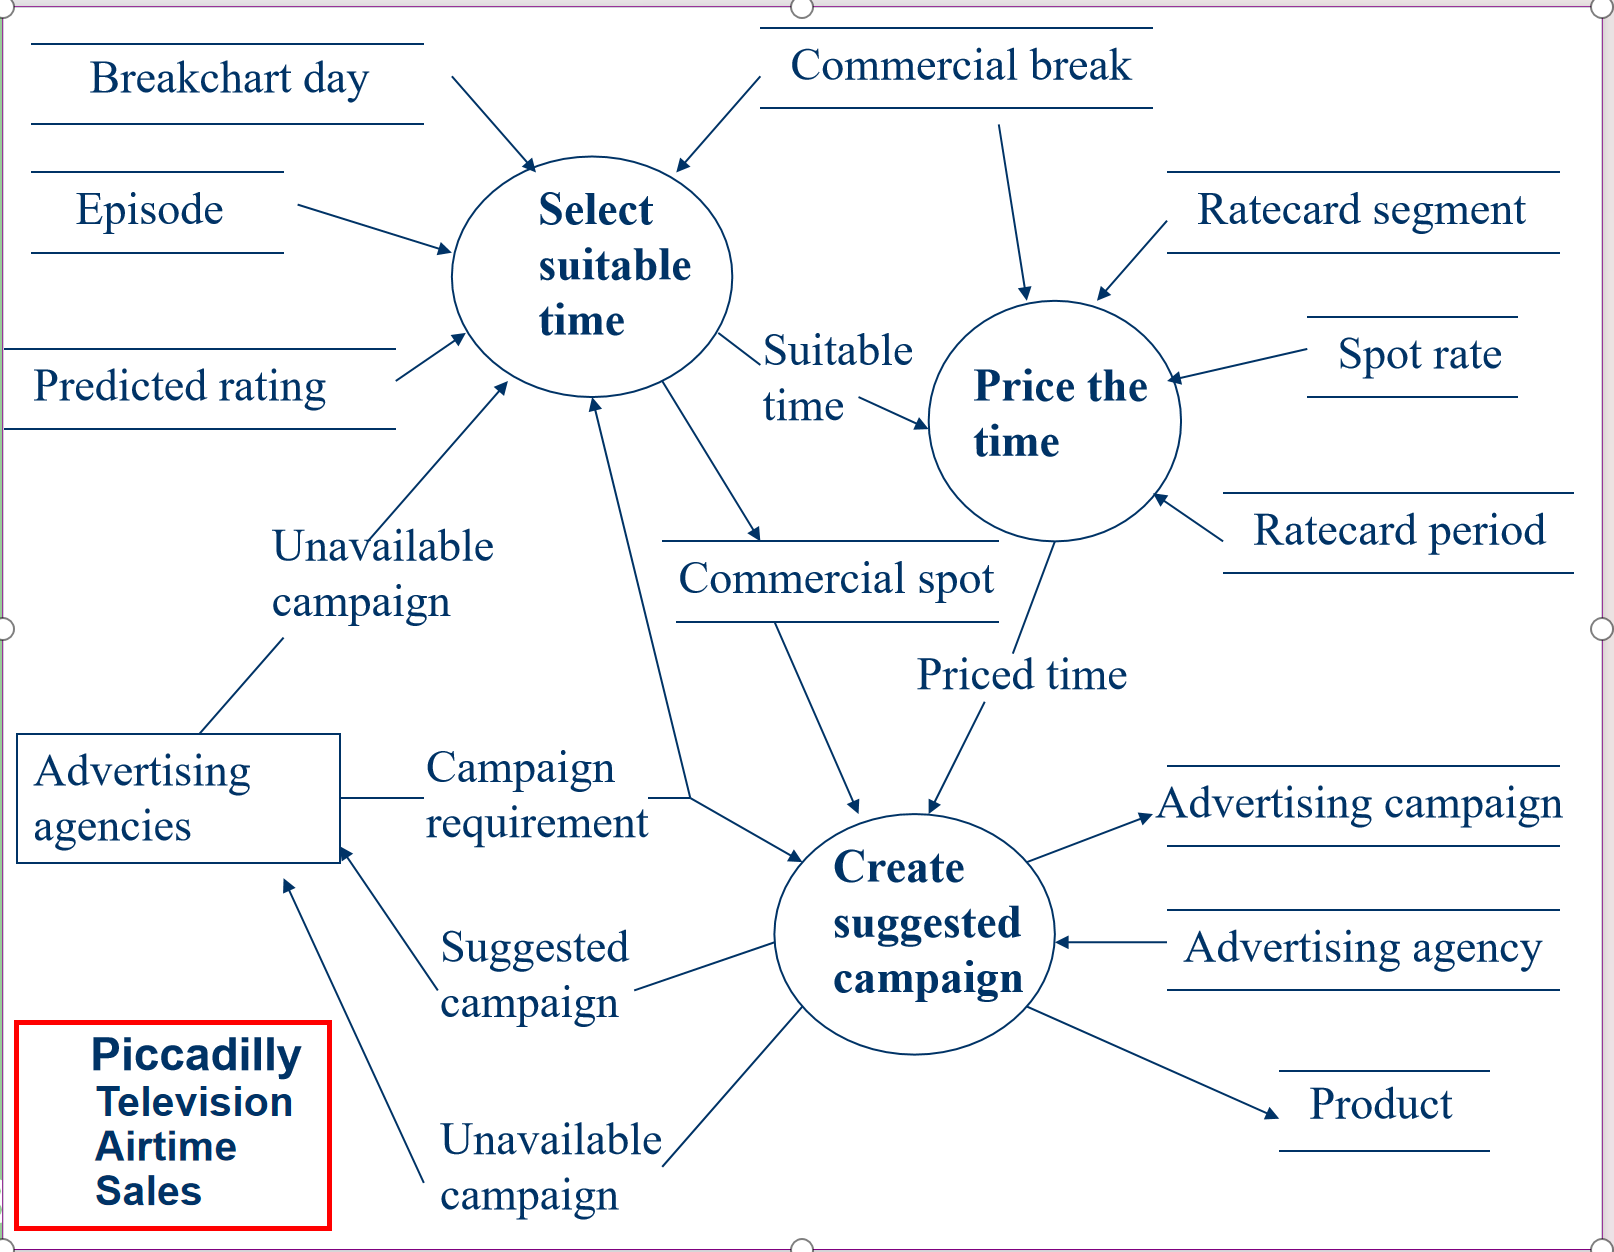 Breakchart day
Commercial break
Episode
Select
suitable
time
Ratecard segment
Predicted rating
Suitable
time
Price the
time
Spot rate
Ratecard period
Unavailable
campaign
Commercial spot
Priced time
Advertising
agencies
Campaign
requirement
Advertising campaign
Create
suggested
campaign
Suggested
campaign
Advertising agency
Piccadilly
Television
Airtime
Sales
Unavailable
campaign
Product